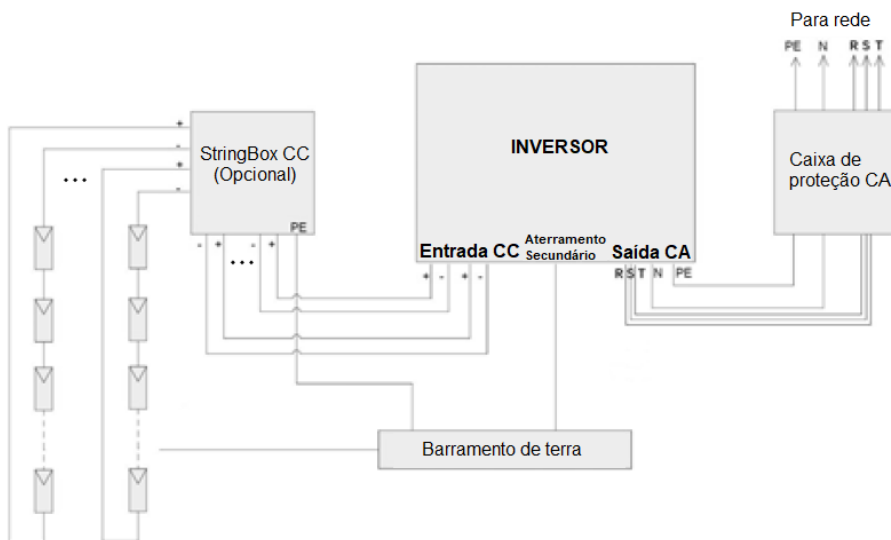 Para rede
PE N R S T
+
-
+
-
...
StringBox CC
(Opcional)
PE
- + ... - +
INVERSOR
Entrada CC
Aterramento
Secundário
Saída CA
+ - + -
R S T N PE
Caixa de
proteção CA
Barramento de terra